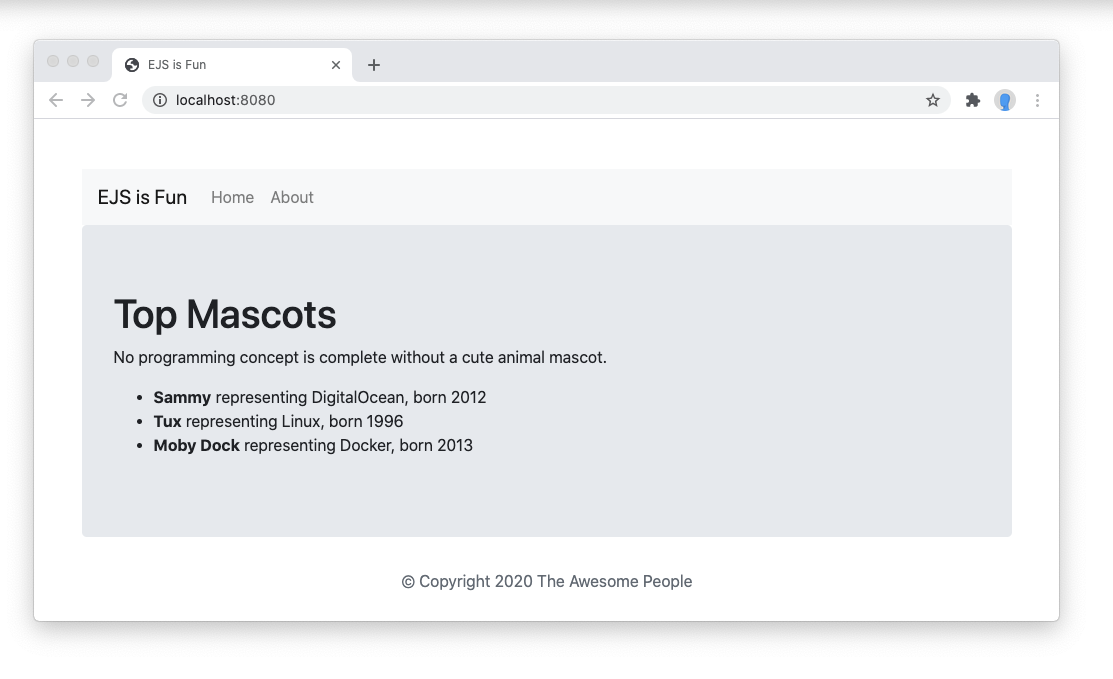 EJS is Fun
localhost:8080
EJS is Fun Home About
Top Mascots
No programming concept is complete without a cute animal mascot.
• Sammy representing DigitalOcean, born 2012
• Tux representing Linux, born 1996
• Moby Dock representing Docker, born 2013
© Copyright 2020 The Awesome People